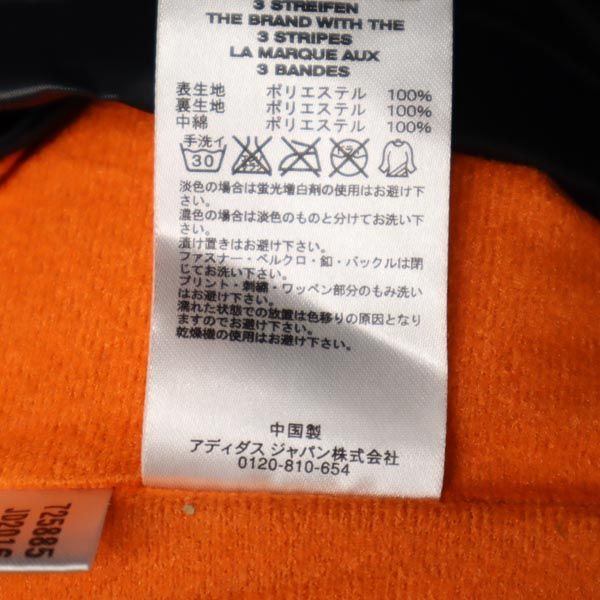 3 STREIFEN
THE BRAND WITH THE
3 STRIPES
LA MARQUE AUX
3 BANDES
表生地 ポリエステル 100%
裏生地 ポリエステル 100%
中綿 ポリエステル 100%
手洗イ
30
淡色の場合は蛍光増白剤の使用はお避け下
さい。
濃色の場合は淡色のものと分けてお洗い下
さい。
漬け置きはお避け下さい。
ファスナー・ベルクロ・釦・バックルは閉
じてお洗い下さい。
プリント・刺繍・ワッペン部分のもみ洗い
はお避け下さい。
濡れた状態での放置は色移りの原因となり
ますのでお避け下さい。
乾燥機の使用はお避け下さい。
中国製
アディダス ジャパン株式会社
0120-810-654
725885